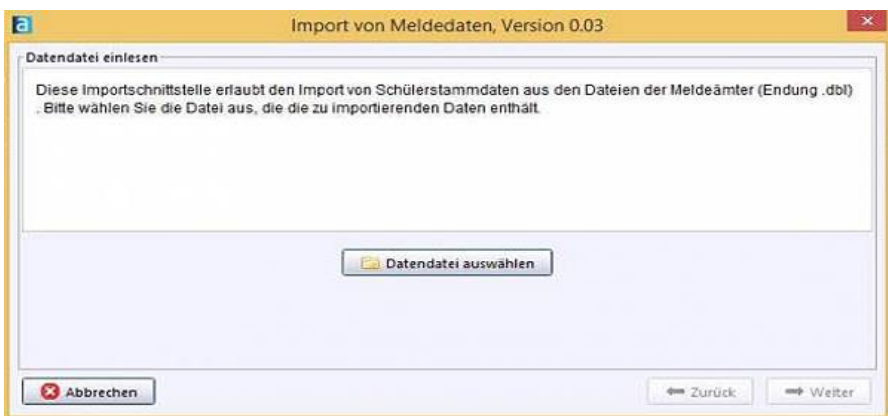 a
Import von Meldedaten, Version 0.03
Datendatei einlesen
Diese Importschnittstelle erlaubt den Import von Schülerstammdaten aus den Dateien der Meldeämter (Endung .dbl)
. Bitte wählen Sie die Datei aus, die die zu importierenden Daten enthält.
Datendatei auswählen
Abbrechen
Zurück
Weiter